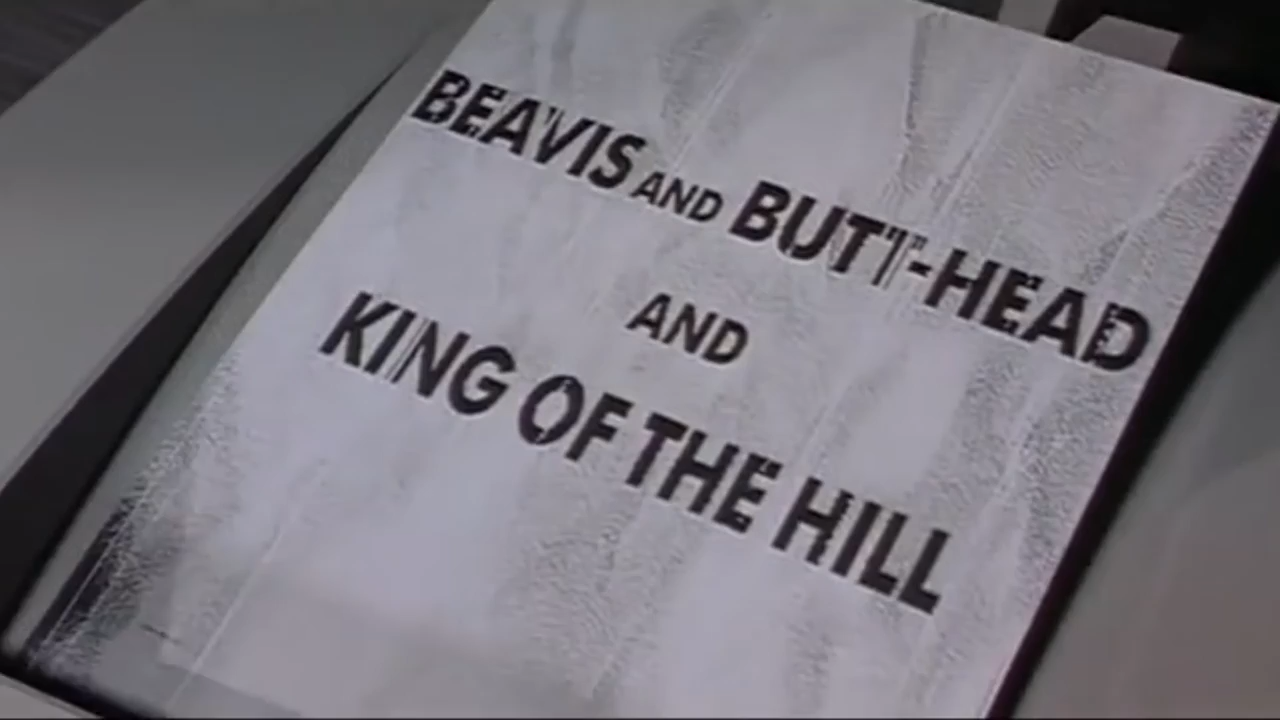 BEAVIS AND BUTT-HEAD
AND
KING OF THE HILL